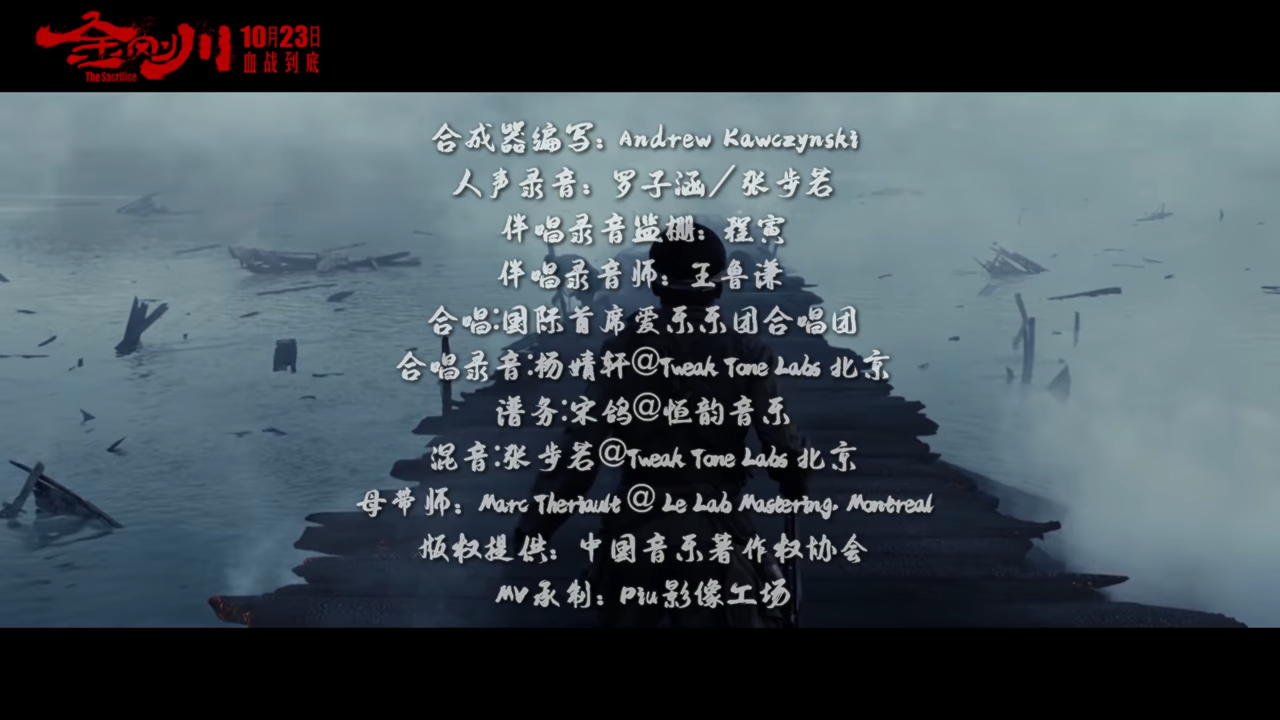 金刚川
The Sacrifice
10月23日
血战到底
合成器编写：Andrew Kawczynski
人声录音：罗子涵／张步若
伴唱录音监棚：程寅
伴唱录音师：王鲁谦
合唱:国际首席爱乐乐团合唱团
合唱录音:杨婧轩@Tweak Tone Labs 北京
谱务:宋鸽@恒韵音乐
混音:张步若@Tweak Tone Labs 北京
母带师：Marc Theriault @ Le Lab Mastering, Montreal
版权提供：中国音乐著作权协会
MV承制：Piu影像工场